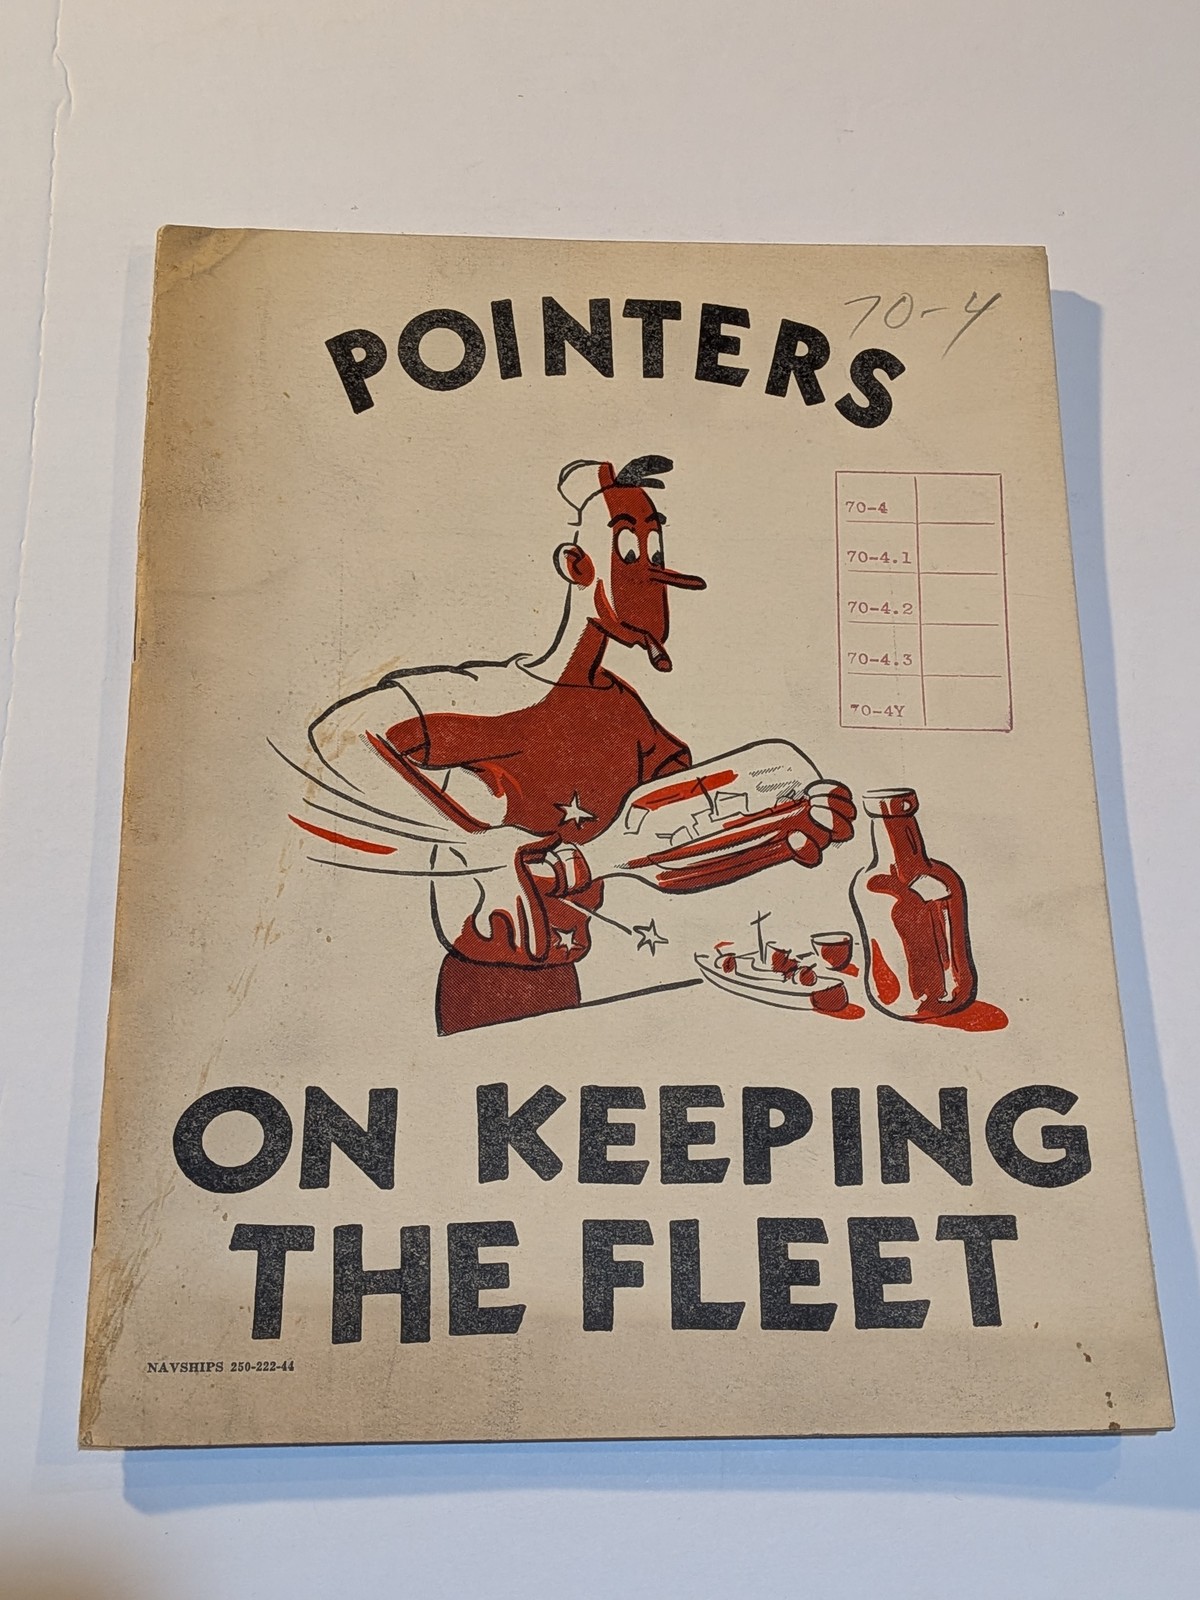 POINTERS
70-4
70-4
70-4.1
70-4.2
70-4.3
70-4Y
ON KEEPING
THE FLEET
NAVSHIPS 250-222-44